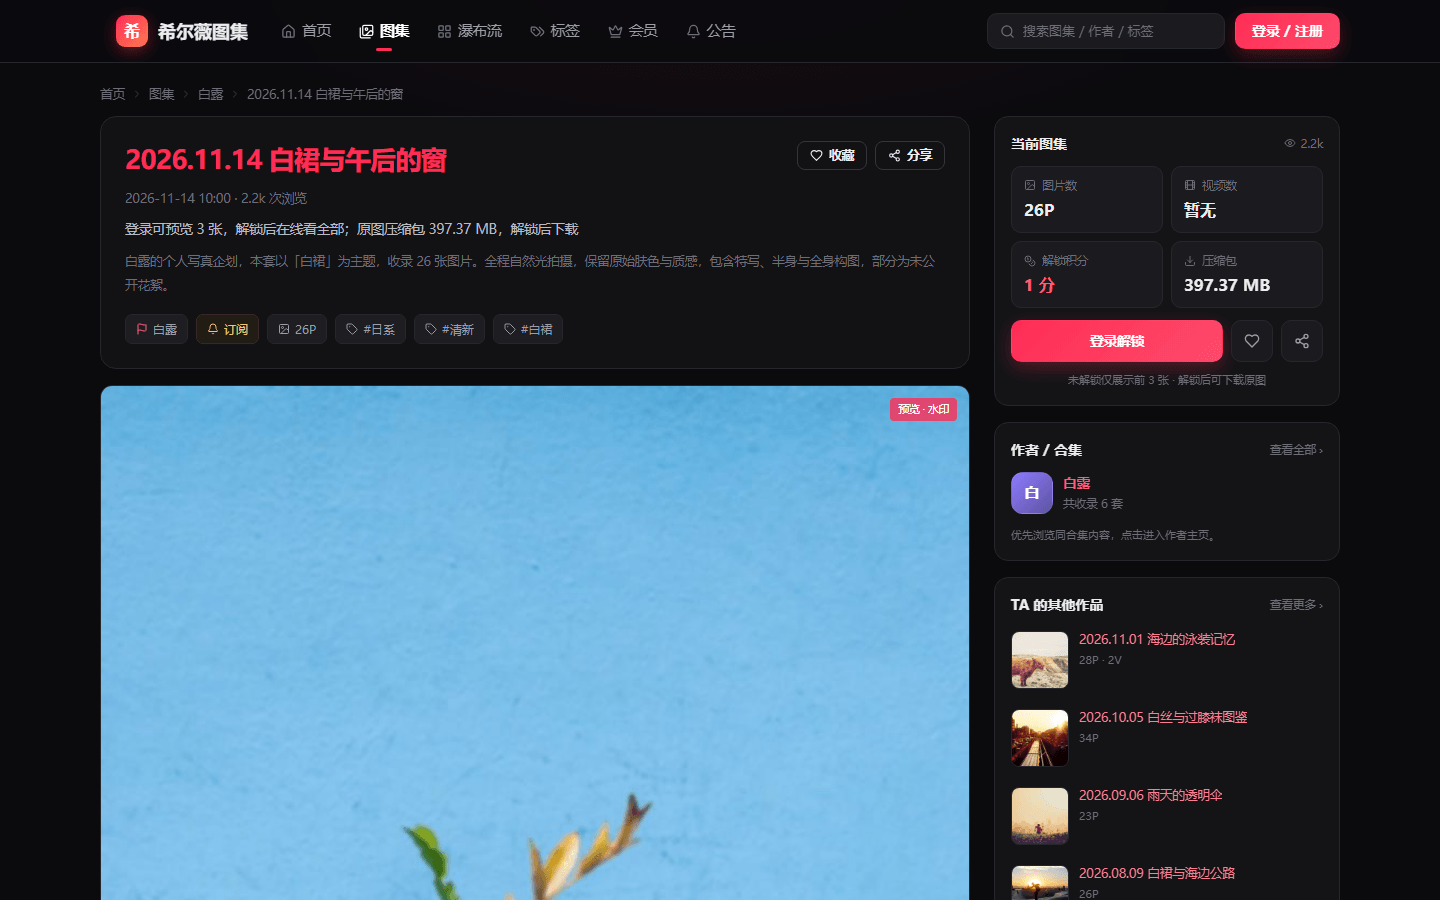 希 希尔薇图集 首页 图集 瀑布流 标签 会员 公告 搜索图集 / 作者 / 标签 登录 / 注册
首页 › 图集 › 白露 › 2026.11.14 白裙与午后的窗
2026.11.14 白裙与午后的窗 收藏 分享
2026-11-14 10:00 · 2.2k 次浏览
登录可预览 3 张，解锁后在线看全部；原图压缩包 397.37 MB，解锁后下载
白露的个人写真企划，本套以「白裙」为主题，收录 26 张图片。全程自然光拍摄，保留原始肤色与质感，包含特写、半身与全身构图，部分为未公
开花絮。
白露 订阅 26P #日系 #清新 #白裙
预览 · 水印
当前图集 2.2k
图片数 视频数
26P 暂无
解锁积分 压缩包
1 分 397.37 MB
登录解锁
未解锁仅展示前 3 张 · 解锁后可下载原图
作者 / 合集 查看全部 ›
白 白露
共收录 6 套
优先浏览同合集内容，点击进入作者主页。
TA 的其他作品 查看更多 ›
2026.11.01 海边的泳装记忆
28P · 2V
2026.10.05 白丝与过膝袜图鉴
34P
2026.09.06 雨天的透明伞
23P
2026.08.09 白裙与海边公路
26P